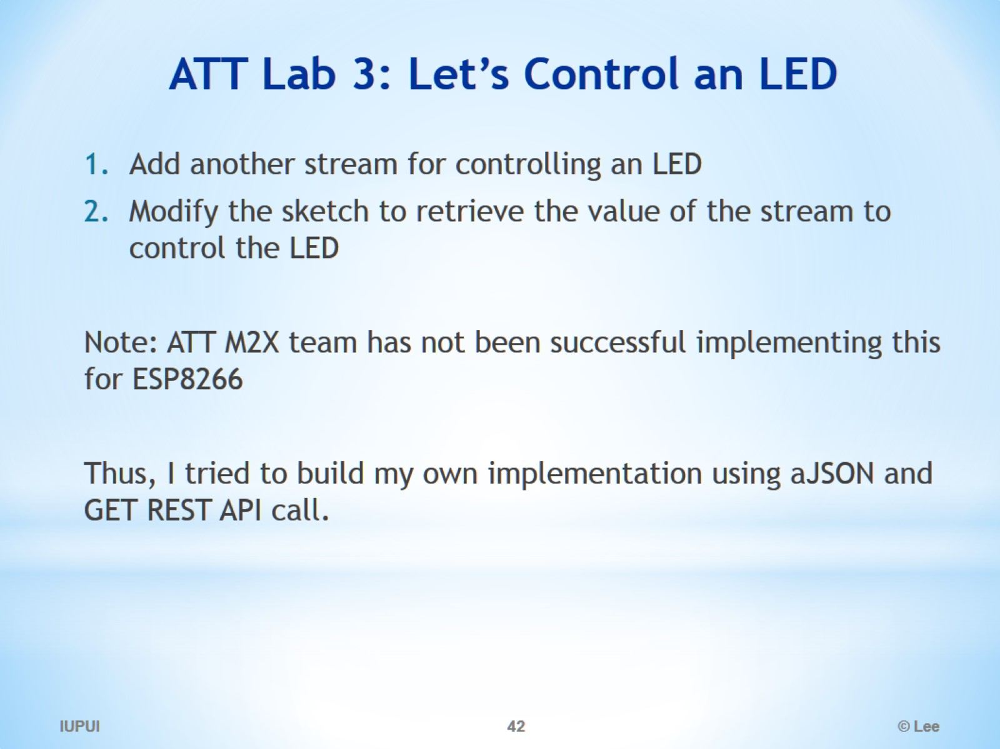 ATT Lab 3: Let’s Control an LED
1. Add another stream for controlling an LED
2. Modify the sketch to retrieve the value of the stream to
control the LED
Note: ATT M2X team has not been successful implementing this
for ESP8266
Thus, I tried to build my own implementation using aJSON and
GET REST API call.
IUPUI 42 © Lee